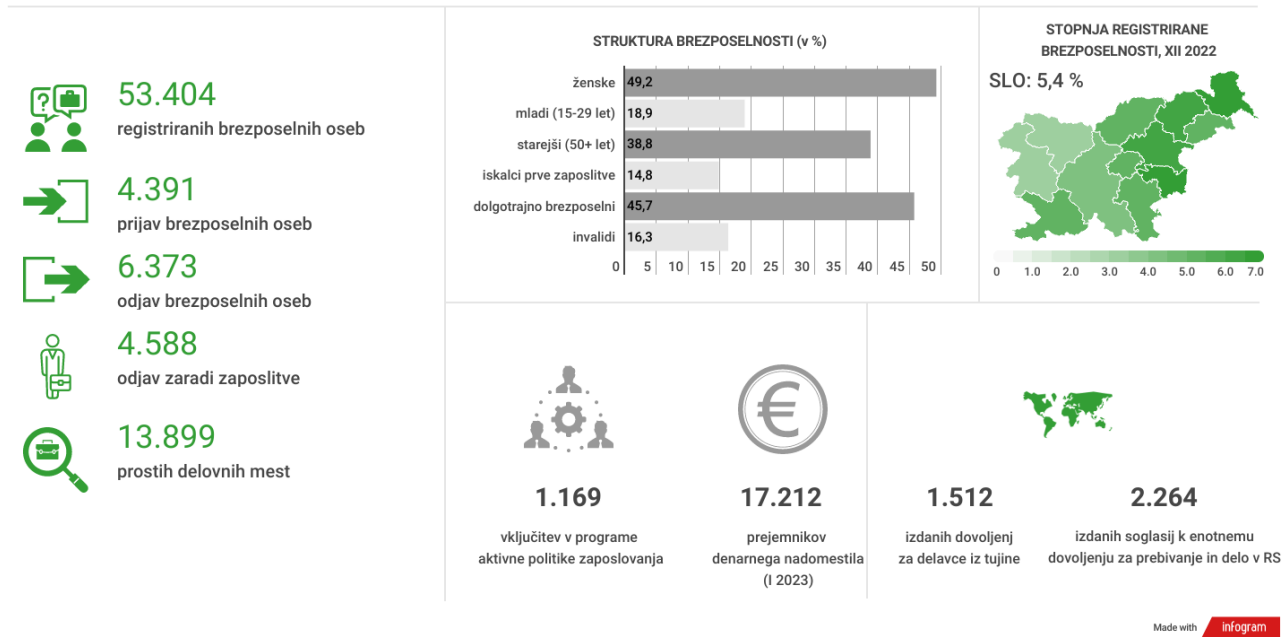 53.404
registriranih brezposelnih oseb
4.391
prijav brezposelnih oseb
6.373
odjav brezposelnih oseb
4.588
odjav zaradi zaposlitve
13.899
prostih delovnih mest
STRUKTURA BREZPOSELNOSTI (v %)
ženske 49,2
mladi (15-29 let) 18,9
starejši (50+ let) 38,8
iskalci prve zaposlitve 14,8
dolgotrajno brezposelni 45,7
invalidi 16,3
0 5 10 15 20 25 30 35 40 45 50
STOPNJA REGISTRIRANE
BREZPOSELNOSTI, XII 2022
SLO: 5,4 %
0 1.0 2.0 3.0 4.0 5.0 6.0 7.0
?
1.169
vključitev v programe
aktivne politike zaposlovanja
€
17.212
prejemnikov
denarnega nadomestila
(I 2023)
1.512
izdanih dovoljenj
za delavce iz tujine
2.264
izdanih soglasij k enotnemu
dovoljenju za prebivanje in delo v RS
Made with infogram